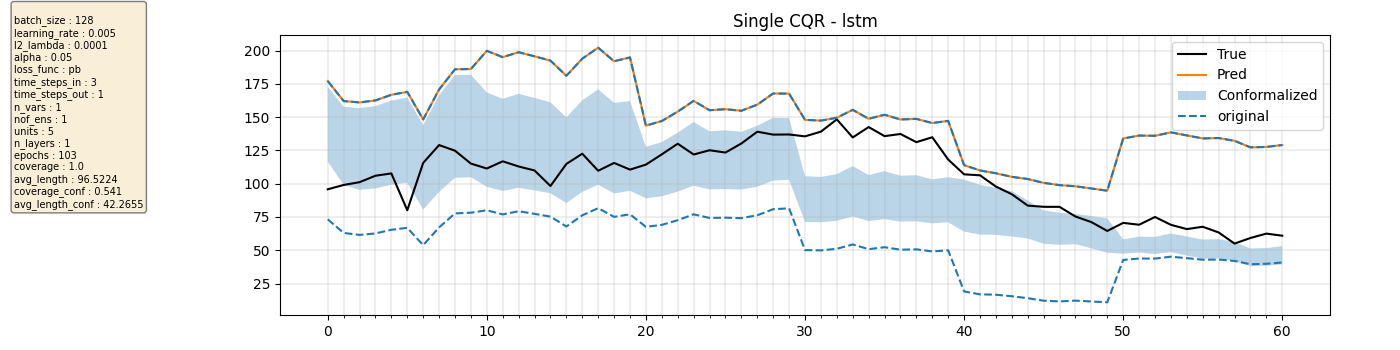 batch_size : 128
learning_rate : 0.005
l2_lambda : 0.0001
alpha : 0.05
loss_func : pb
time_steps_in : 3
time_steps_out : 1
n_vars : 1
nof_ens : 1
units : 5
n_layers : 1
epochs : 103
coverage : 1.0
avg_length : 96.5224
coverage_conf : 0.541
avg_length_conf : 42.2655
Single CQR - lstm
200
175
150
125
100
75
50
25
0 10 20 30 40 50 60
True
Pred
Conformalized
original